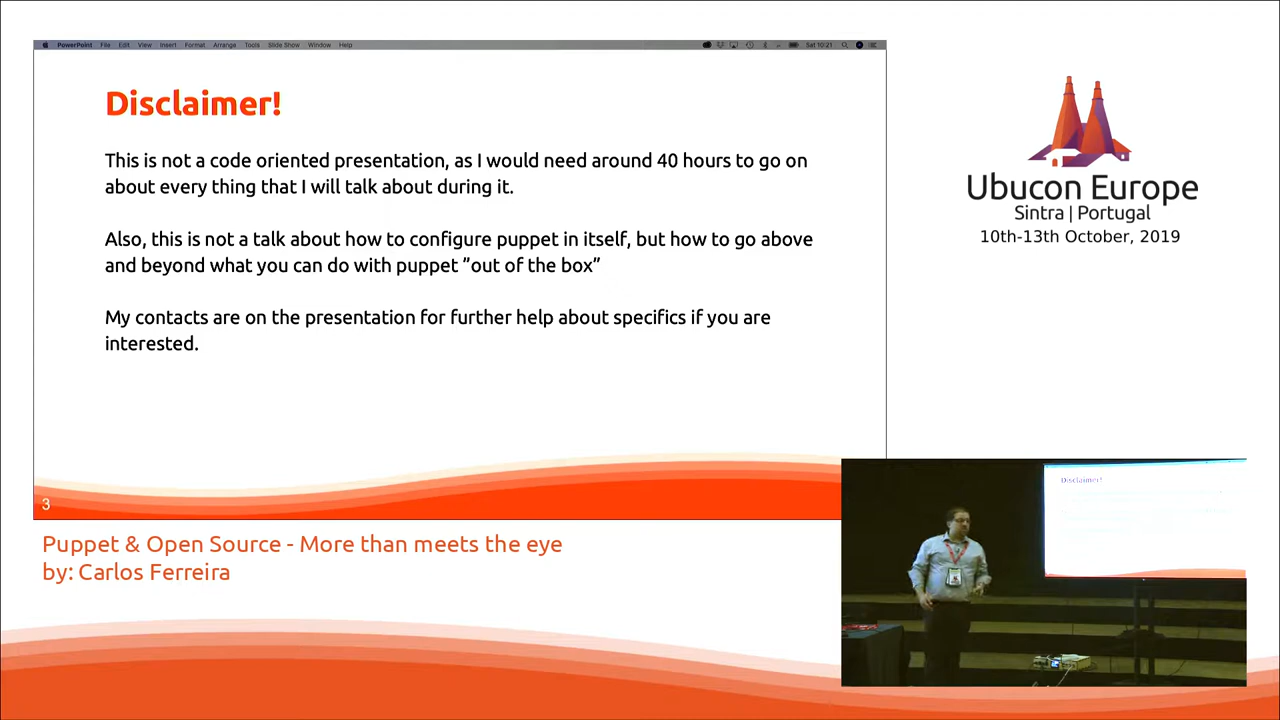 PowerPoint File Edit View Insert Format Arrange Tools Slide Show Window Help Sat 10:21
Disclaimer!
This is not a code oriented presentation, as I would need around 40 hours to go on
about every thing that I will talk about during it.
Also, this is not a talk about how to configure puppet in itself, but how to go above
and beyond what you can do with puppet ”out of the box”
My contacts are on the presentation for further help about specifics if you are
interested.
3
Puppet & Open Source - More than meets the eye
by: Carlos Ferreira
Ubucon Europe
Sintra | Portugal
10th-13th October, 2019
Disclaimer!